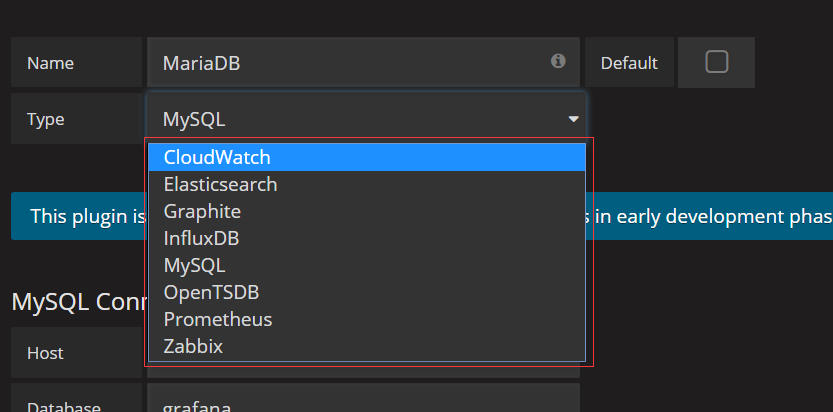 Name
MariaDB
Default
Type
MySQL
CloudWatch
Elasticsearch
Graphite
InfluxDB
MySQL
OpenTSDB
Prometheus
Zabbix
This plugin is
in early development phas
MySQL Conn
Host
Database
grafana